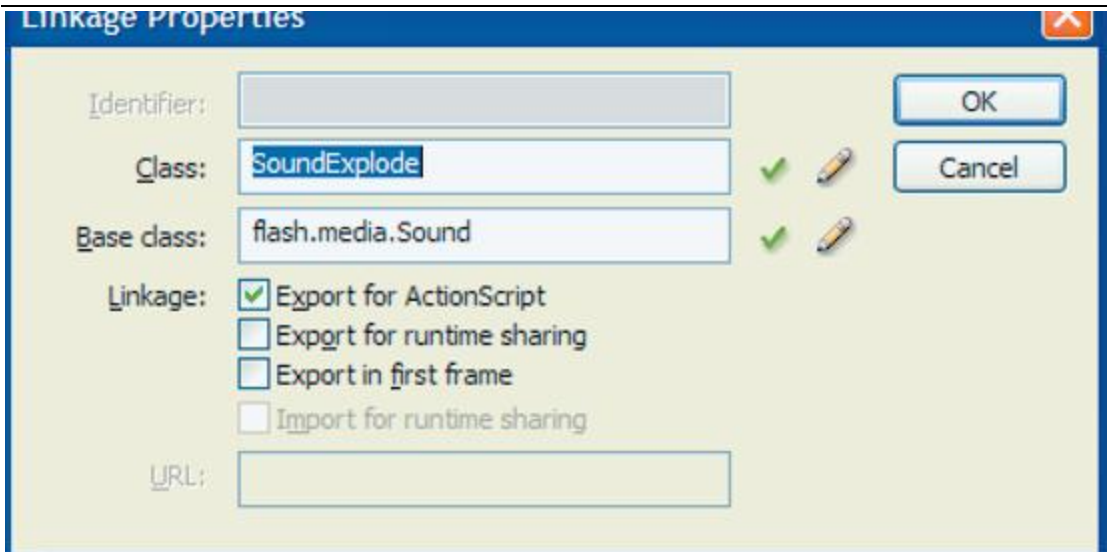 Linkage Properties
Identifier:
OK
Class: SoundExplode
Cancel
Base class: flash.media.Sound
Linkage: Export for ActionScript
Export for runtime sharing
Export in first frame
Import for runtime sharing
URL: